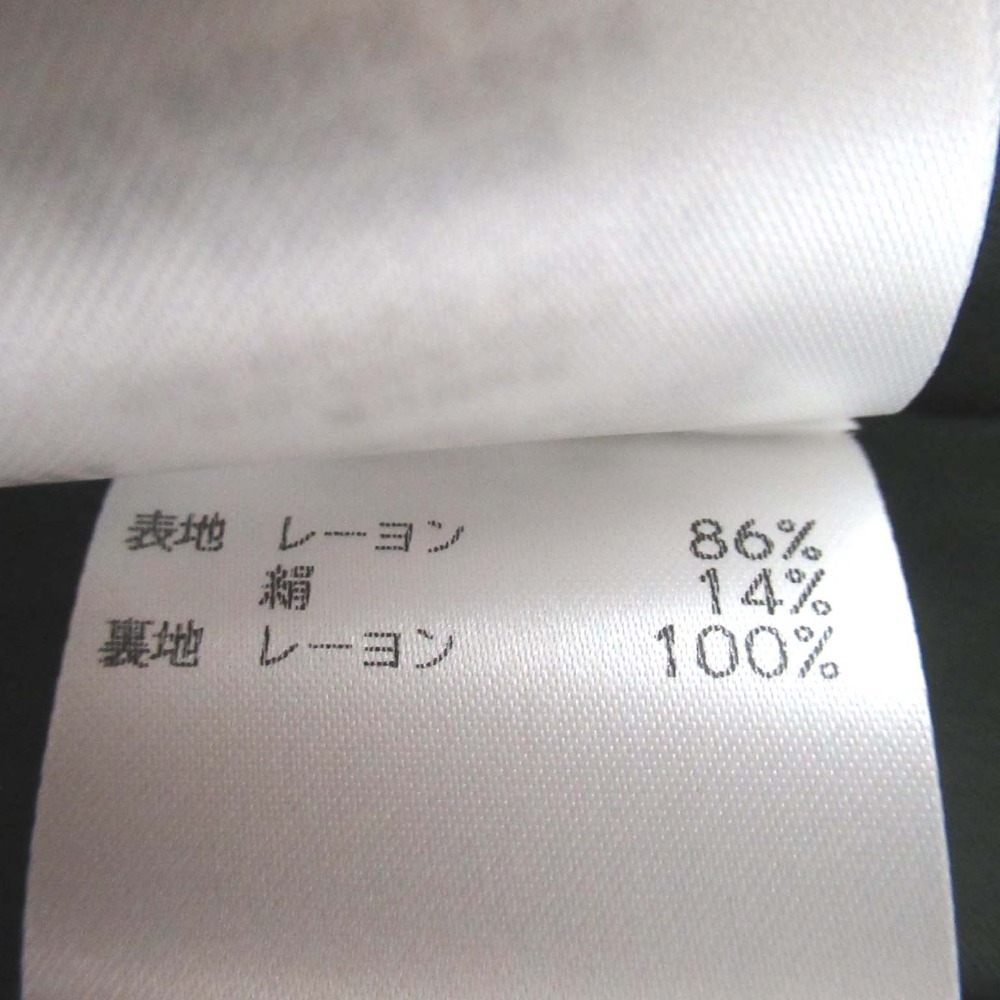 表地 レーヨン 86%
絹 14%
裏地 レーヨン 100%